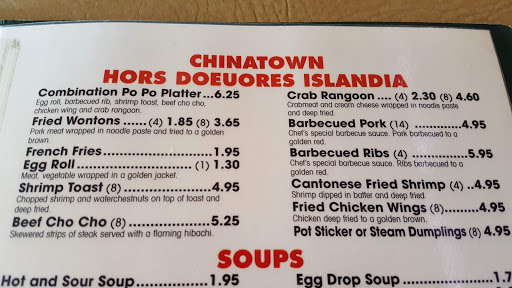 CHINATOWN
HORS DOEUORES ISLANDIA
Combination Po Po Platter...6.25
Egg roll, barbecued rib, shrimp toast, beef cho cho,
chicken wing and crab rangoon.
Fried Wontons ..... (4) 1.85 (8) 3.65
Pork meat wrapped in noodle paste and fried to a golden
brown.
French Fries.........................1.95
Egg Roll .........................(1) 1.30
Meat, vegetable wrapped in a golden jacket.
Shrimp Toast (8)....................4.95
Chopped shrimp and waterchestnuts on top of toast and
deep fried.
Beef Cho Cho (8)...................5.25
Skewered strips of steak served with a flaming hibachi.
Crab Rangoon .... (4) 2.30 (8) 4.60
Crabmeat and cream cheese wrapped in noodle paste
and deep fried.
Barbecued Pork (14) ..............4.95
Chef's special barbecue sauce. Pork barbecued to a
golden red.
Barbecued Ribs (4) .................5.95
Chef's special barbecue sauce. Ribs barbecued to a
golden red.
Cantonese Fried Shrimp (4) ..4.95
Shrimp dipped in batter and deep fried.
Fried Chicken Wings (8)..........4.95
Chicken deep fried to a golden brown.
Pot Sticker or Steam Dumplings (8) 4.95
SOUPS
Hot and Sour Soup..............1.95
Egg Drop Soup ...................1.7